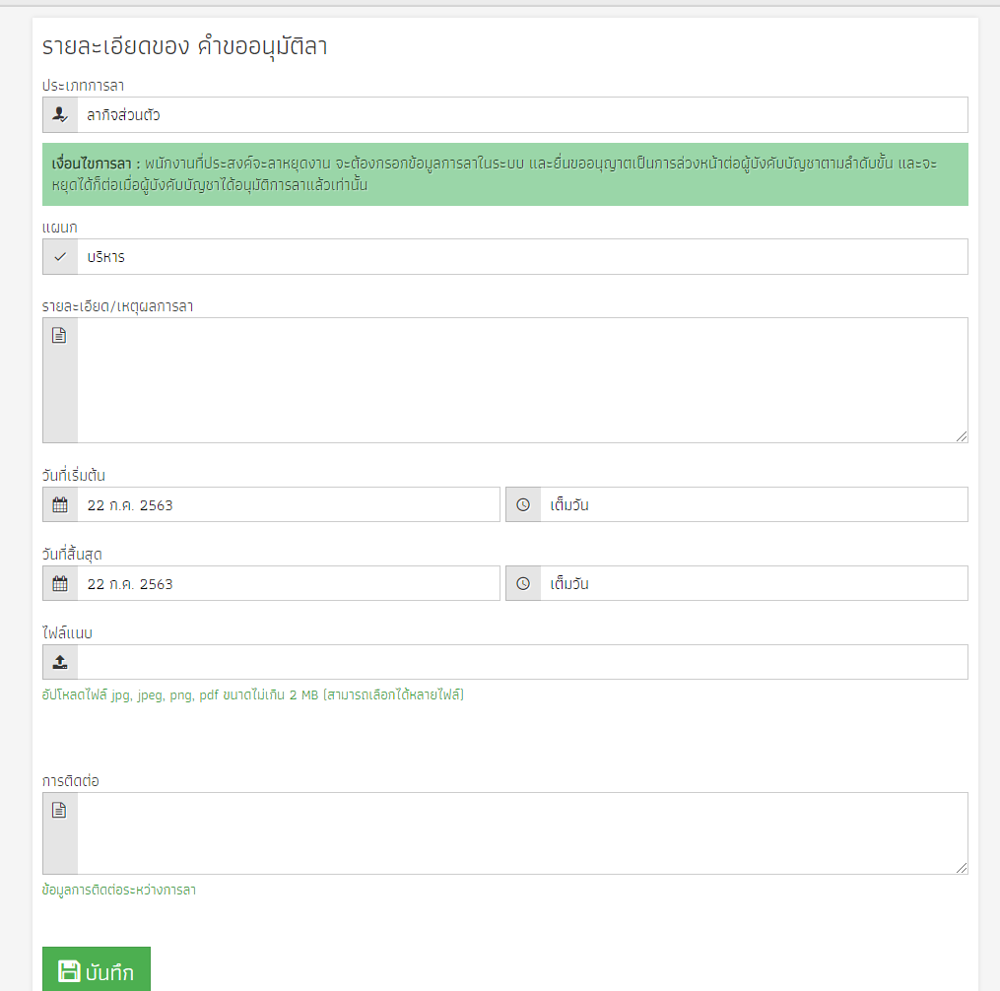 รายละเอียดของ คำขออนุมัติลา
ประเภทการลา
ลากิจส่วนตัว
เงื่อนไขการลา : พนักงานที่ประสงค์จะลาหยุดงาน จะต้องกรอกข้อมูลการลาในระบบ และยื่นขออนุญาตเป็นการล่วงหน้าต่อผู้บังคับบัญชาตามลำดับขั้น และจะ
หยุดได้ก็ต่อเมื่อผู้บังคับบัญชาได้อนุมัติการลาแล้วเท่านั้น
แผนก
บริหาร
รายละเอียด/เหตุผลการลา
วันที่เริ่มต้น
22 ก.ค. 2563 เต็มวัน
วันที่สิ้นสุด
22 ก.ค. 2563 เต็มวัน
ไฟล์แนบ
อัปโหลดไฟล์ jpg, jpeg, png, pdf ขนาดไม่เกิน 2 MB (สามารถเลือกได้หลายไฟล์)
การติดต่อ
ข้อมูลการติดต่อระหว่างการลา
บันทึก